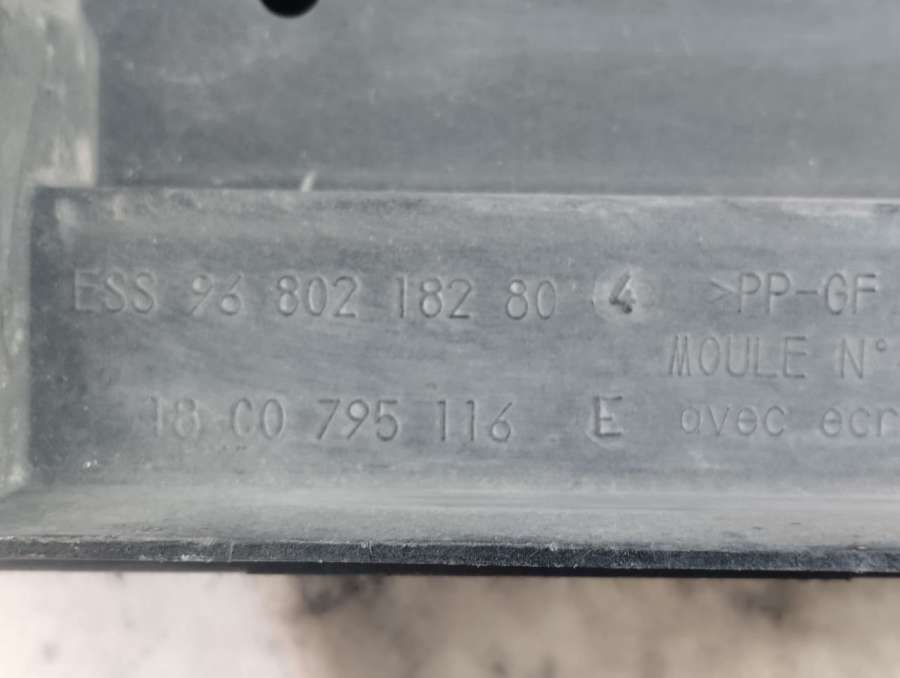 ESS 96 802 182 80 4 >PP-GF
MOULE N°
18 C0 795 116 E avec